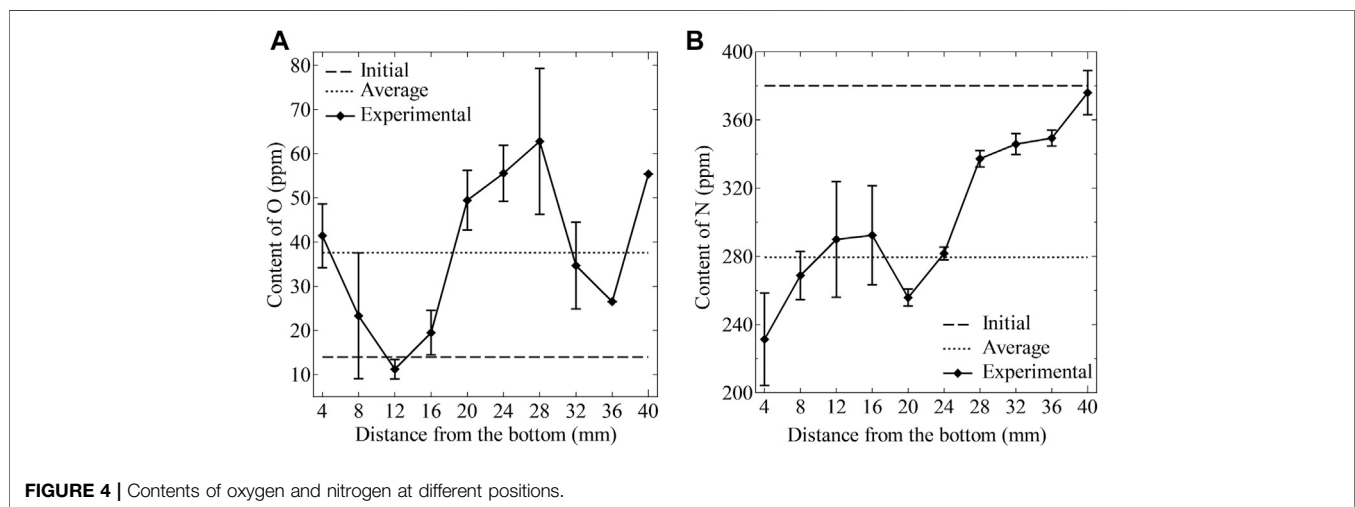 A
Content of O (ppm)
80
70
60
50
40
30
20
10
Initial
Average
Experimental
4 8 12 16 20 24 28 32 36 40
Distance from the bottom (mm)
B
Content of N (ppm)
400
360
320
280
240
200
Initial
Average
Experimental
4 8 12 16 20 24 28 32 36 40
Distance from the bottom (mm)
FIGURE 4 | Contents of oxygen and nitrogen at different positions.